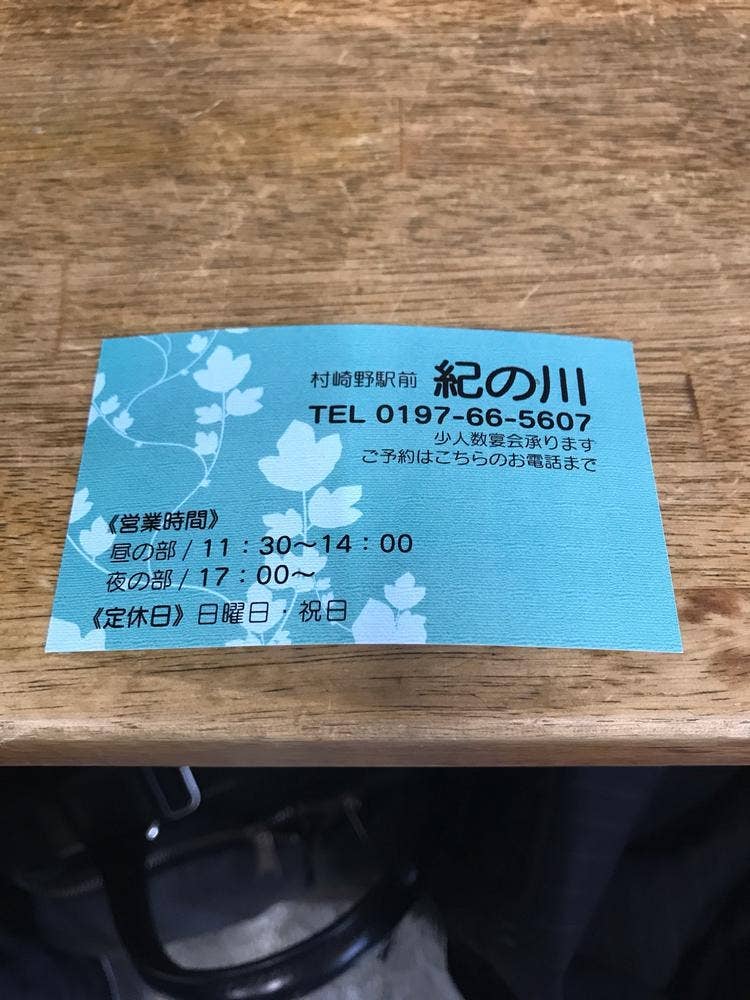 村崎野駅前 紀の川
TEL 0197-66-5607
少人数宴会承ります
ご予約はこちらのお電話まで
《営業時間》
昼の部 / 11：30～14：00
夜の部 / 17：00～
《定休日》日曜日・祝日